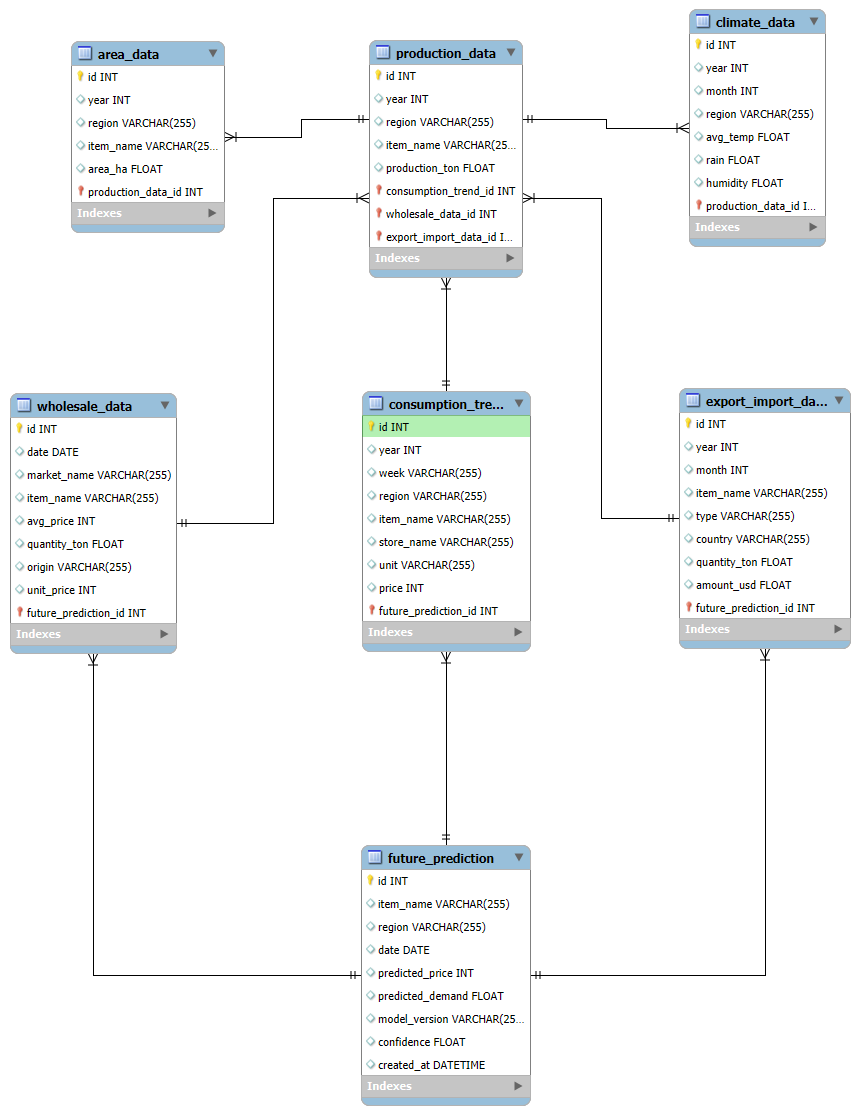 area_data
id INT
year INT
region VARCHAR(255)
item_name VARCHAR(25...
area_ha FLOAT
production_data_id INT
Indexes
production_data
id INT
year INT
region VARCHAR(255)
item_name VARCHAR(255...
production_ton FLOAT
consumption_trend_id INT
wholesale_data_id INT
export_import_data_id I...
Indexes
climate_data
id INT
year INT
month INT
region VARCHAR(255)
avg_temp FLOAT
rain FLOAT
humidity FLOAT
production_data_id I...
Indexes
wholesale_data
id INT
date DATE
market_name VARCHAR(255)
item_name VARCHAR(255)
avg_price INT
quantity_ton FLOAT
origin VARCHAR(255)
unit_price INT
future_prediction_id INT
Indexes
consumption_tre...
id INT
year INT
week VARCHAR(255)
region VARCHAR(255)
item_name VARCHAR(255)
store_name VARCHAR(255)
unit VARCHAR(255)
price INT
future_prediction_id INT
Indexes
export_import_da...
id INT
year INT
month INT
item_name VARCHAR(255)
type VARCHAR(255)
country VARCHAR(255)
quantity_ton FLOAT
amount_usd FLOAT
future_prediction_id INT
Indexes
future_prediction
id INT
item_name VARCHAR(255)
region VARCHAR(255)
date DATE
predicted_price INT
predicted_demand FLOAT
model_version VARCHAR(25...
confidence FLOAT
created_at DATETIME
Indexes